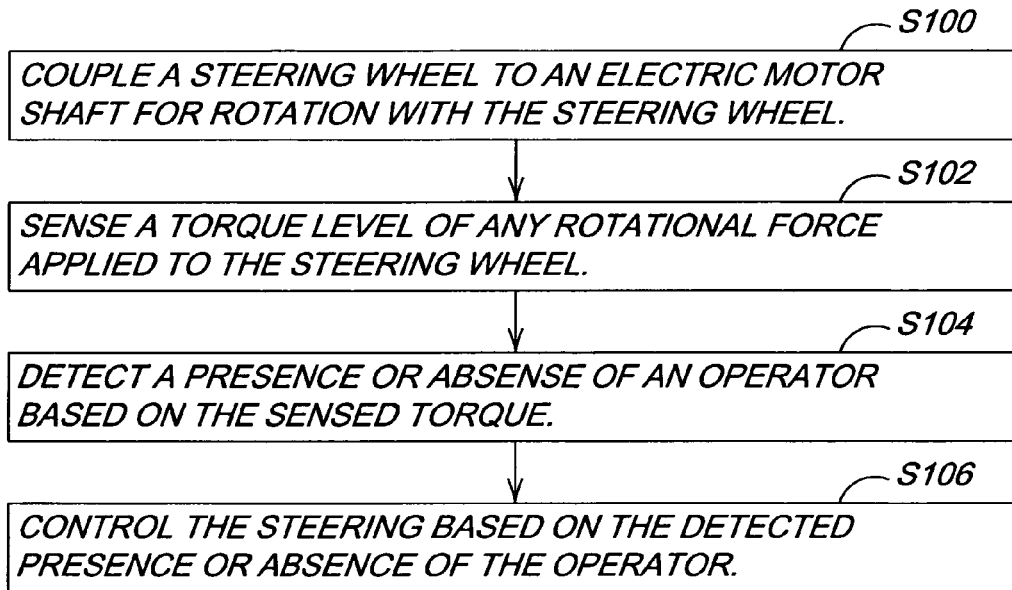 S100
COUPLE A STEERING WHEEL TO AN ELECTRIC MOTOR
SHAFT FOR ROTATION WITH THE STEERING WHEEL.
S102
SENSE A TORQUE LEVEL OF ANY ROTATIONAL FORCE
APPLIED TO THE STEERING WHEEL.
S104
DETECT A PRESENCE OR ABSENSE OF AN OPERATOR
BASED ON THE SENSED TORQUE.
S106
CONTROL THE STEERING BASED ON THE DETECTED
PRESENCE OR ABSENCE OF THE OPERATOR.